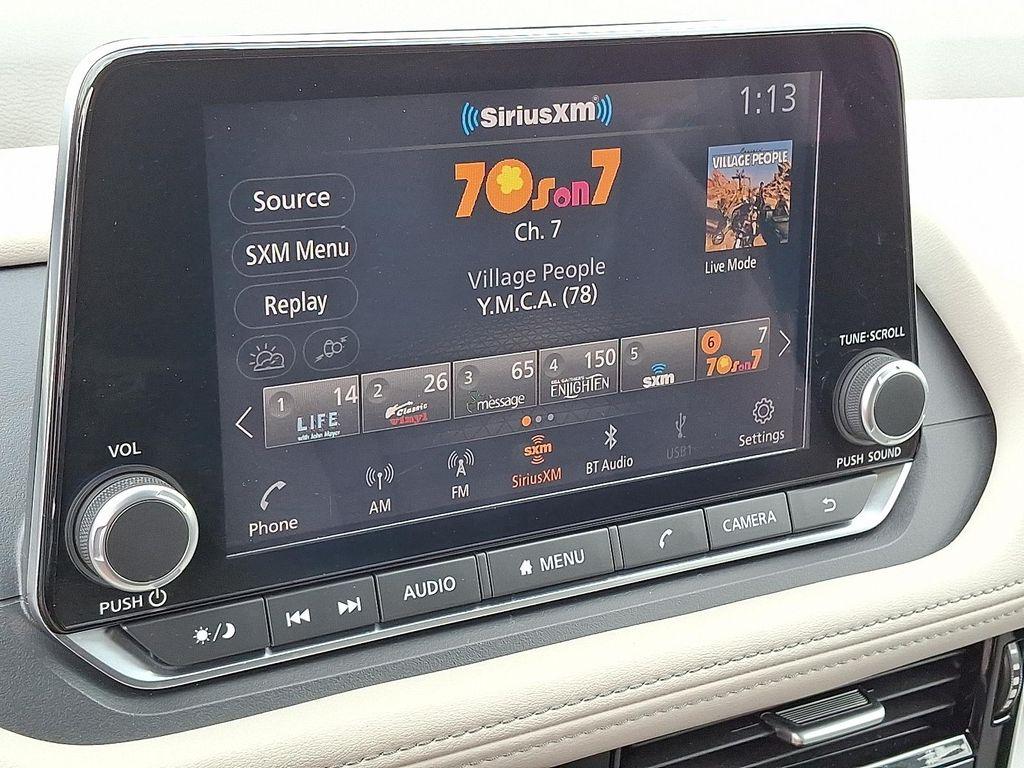 SiriusXM
1:13
70s on 7
Ch. 7
VILLAGE PEOPLE
Live Mode
Source
SXM Menu
Replay
Village People
Y.M.C.A. (78)
1 14
LIFE
with John Mayer
2 26
Classic
vinyl
3 65
message
4 150
ENLIGHTEN
5
sxm
6 7
70s on 7
Phone
AM
FM
sxm
SiriusXM
BT Audio
USB1
Settings
VOL
PUSH
TUNE·SCROLL
PUSH SOUND
AUDIO
MENU
CAMERA